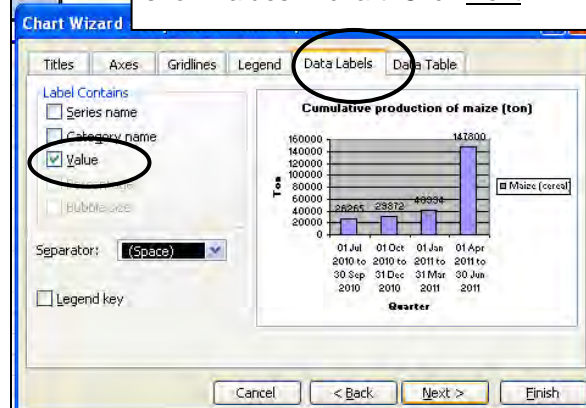 Chart Wizard
Titles Axes Gridlines Legend Data Labels Data Table
Label Contains
Series name
Category name
Value
Bubble size
Separator: (Space)
Legend key
Cumulative production of maize (ton)
160000
140000
120000
100000
80000
60000
40000
20000
0
Ton
26265 29872 147800
01 Jul 2010 to 30 Sep 2010
01 Oct 2010 to 31 Dec 2010
01 Jan 2011 to 31 Mar 2011
01 Apr 2011 to 30 Jun 2011
Quarter
Maize (cereal)
Cancel < Back Next > Finish